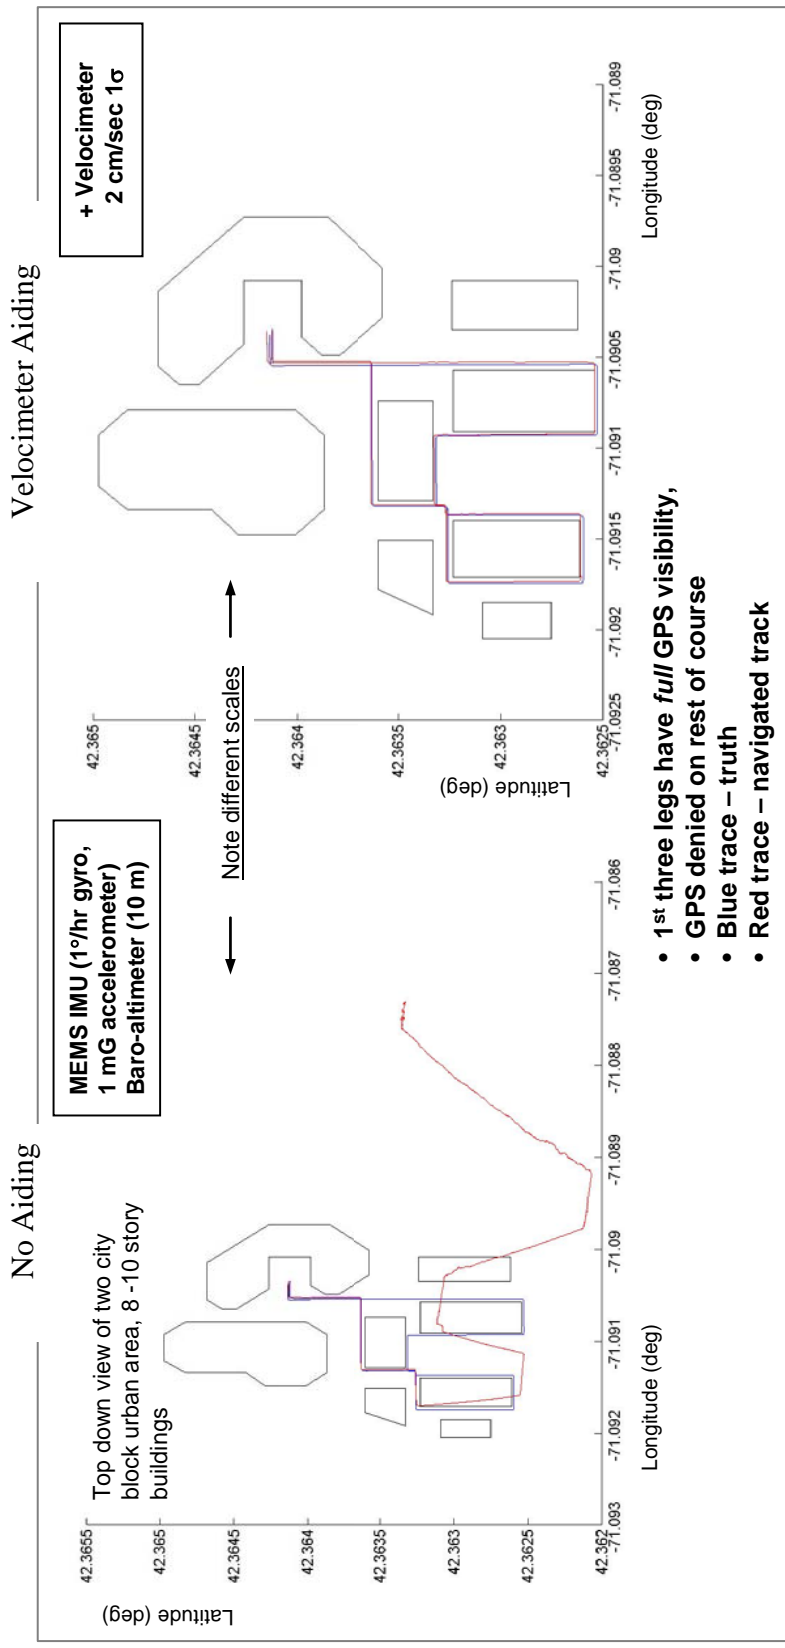 No Aiding
Velocimeter Aiding
Top down view of two city
block urban area, 8 -10 story
buildings
MEMS IMU (1°/hr gyro,
1 mG accelerometer)
Baro-altimeter (10 m)
Note different scales
+ Velocimeter
2 cm/sec 1σ
Latitude (deg)
42.3655
42.365
42.3645
42.364
42.3635
42.363
42.3625
42.362
-71.093
-71.092
-71.091
-71.09
-71.089
-71.088
-71.087
-71.086
Longitude (deg)
42.365
42.3645
42.364
42.3635
42.363
42.3625
Latitude (deg)
-71.0925
-71.092
-71.0915
-71.091
-71.0905
-71.09
-71.0895
-71.089
Longitude (deg)
• 1st three legs have full GPS visibility,
• GPS denied on rest of course
• Blue trace – truth
• Red trace – navigated track